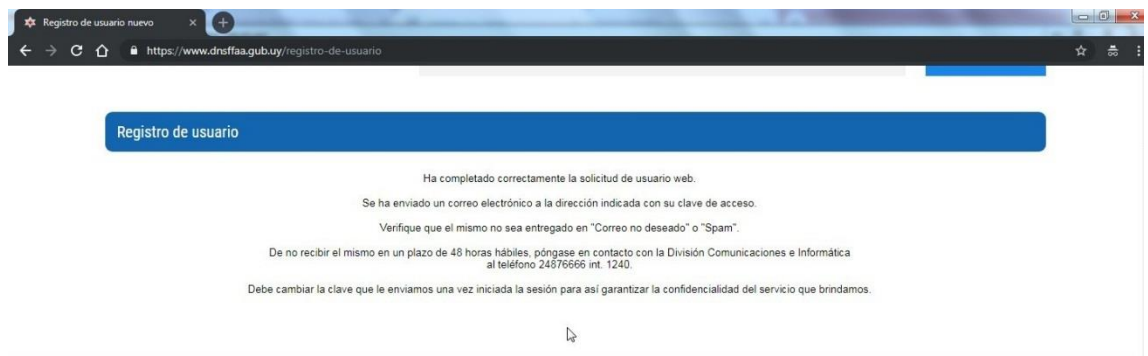 Registro de usuario nuevo
https://www.dnsffaa.gub.uy/registro-de-usuario
Registro de usuario
Ha completado correctamente la solicitud de usuario web.
Se ha enviado un correo electrónico a la dirección indicada con su clave de acceso.
Verifique que el mismo no sea entregado en "Correo no deseado" o "Spam".
De no recibir el mismo en un plazo de 48 horas hábiles, póngase en contacto con la División Comunicaciones e Informática
al teléfono 24876666 int. 1240.
Debe cambiar la clave que le enviamos una vez iniciada la sesión para así garantizar la confidencialidad del servicio que brindamos.